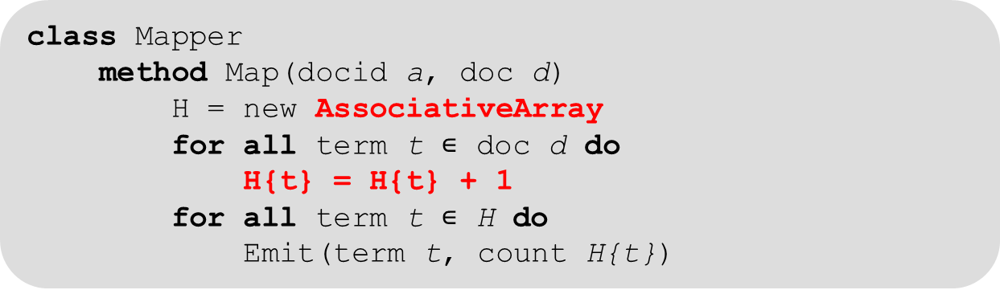 class Mapper
method Map(docid a, doc d)
H = new AssociativeArray
for all term t ∈ doc d do
H{t} = H{t} + 1
for all term t ∈ H do
Emit(term t, count H{t})